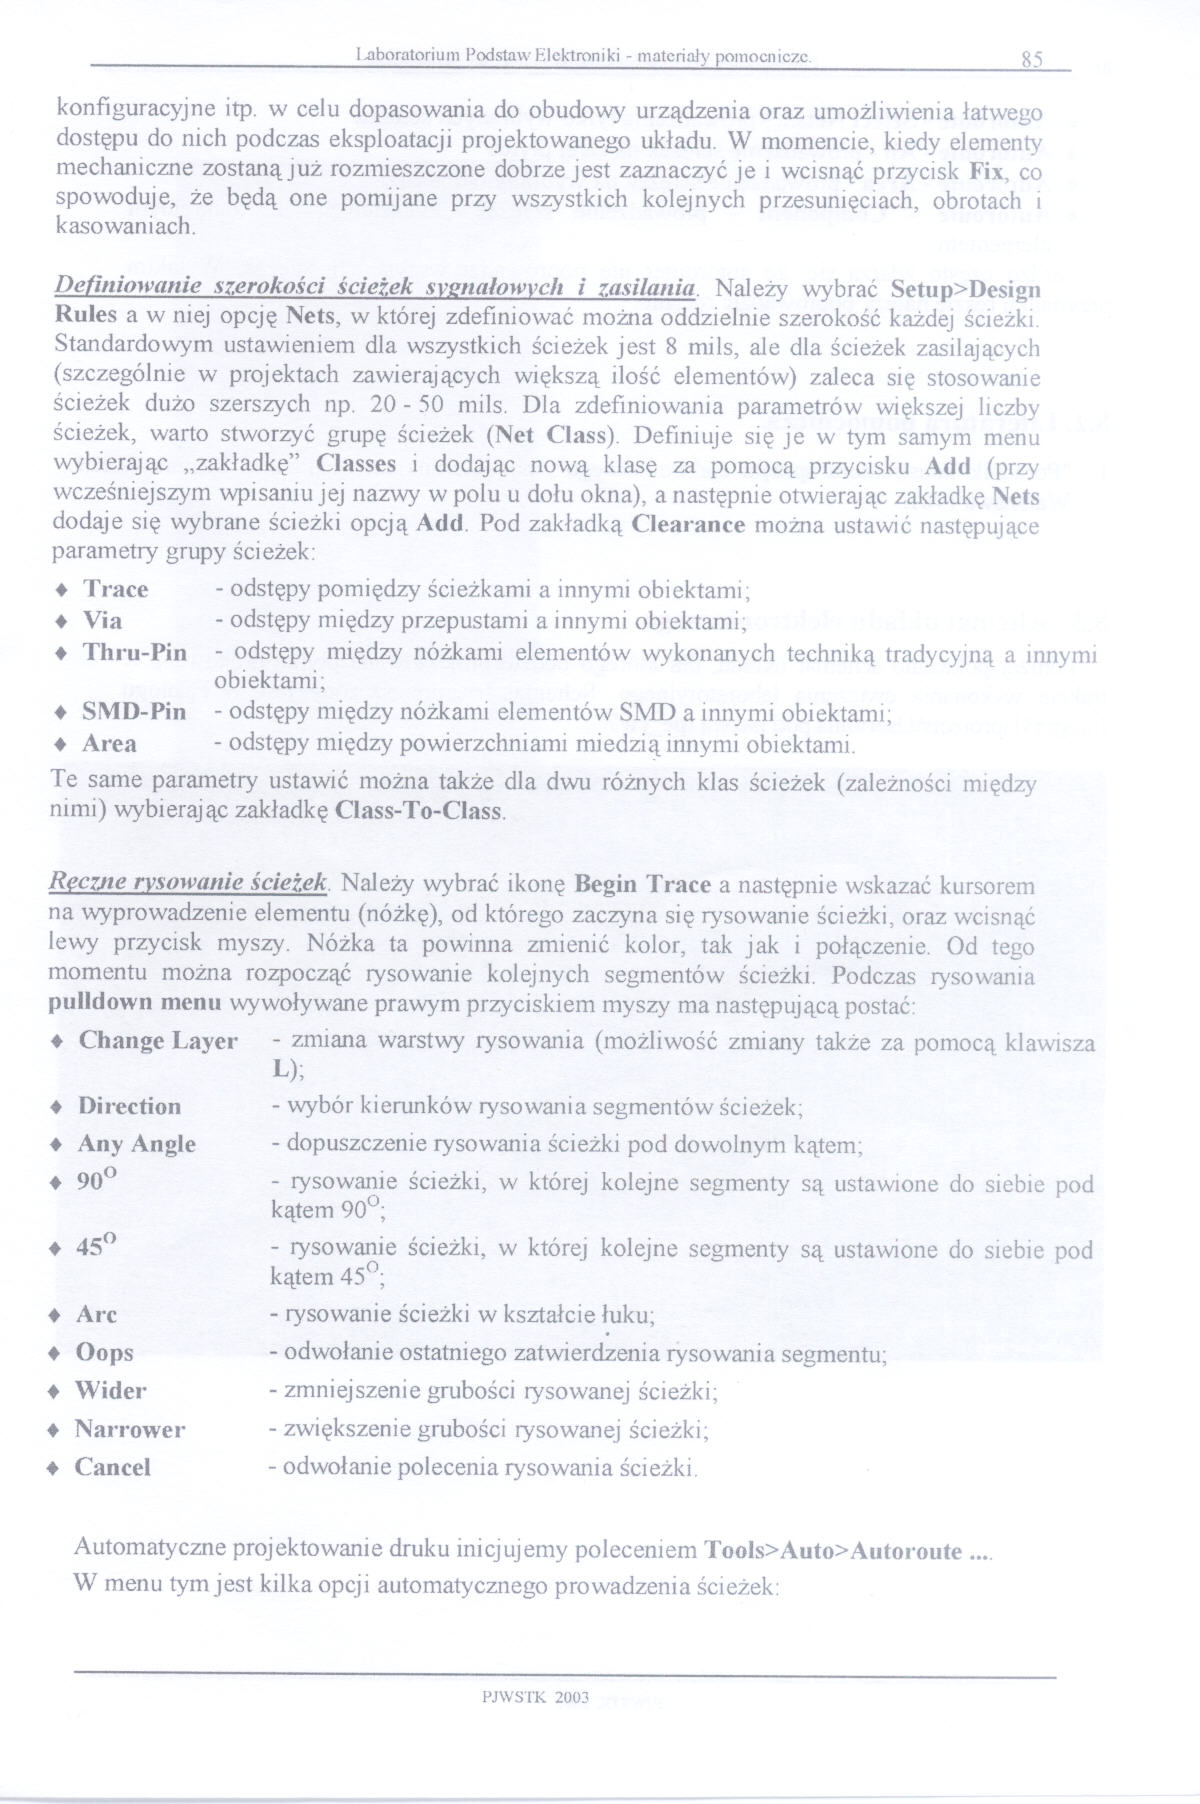 Laboratorium Podstaw Elektroniki - materiały pomocnicze. 85
konfiguracyjne itp. w celu dopasowania do obudowy urządzenia oraz umożliwienia łatwego
dostępu do nich podczas eksploatacji projektowanego układu. W momencie, kiedy elementy
mechaniczne zostaną już rozmieszczone dobrze jest zaznaczyć je i wcisnąć przycisk Fix, co
spowoduje, że będą one pomijane przy wszystkich kolejnych przesunięciach, obrotach i
kasowaniach.
Definiowanie szerokości ścieżek sygnałowych i zasilania. Należy wybrać Setup>Design
Rules a w niej opcję Nets, w której zdefiniować można oddzielnie szerokość każdej ścieżki.
Standardowym ustawieniem dla wszystkich ścieżek jest 8 mils, ale dla ścieżek zasilających
(szczególnie w projektach zawierających większą ilość elementów) zaleca się stosowanie
ścieżek dużo szerszych np. 20 - 50 mils. Dla zdefiniowania parametrów większej liczby
ścieżek, warto stworzyć grupę ścieżek (Net Class). Definiuje się je w tym samym menu
wybierając „zakładkę” Classes i dodając nową klasę za pomocą przycisku Add (przy
wcześniejszym wpisaniu jej nazwy w polu u dołu okna), a następnie otwierając zakładkę Nets
dodaje się wybrane ścieżki opcją Add. Pod zakładką Clearance można ustawić następujące
parametry grupy ścieżek:
♦ Trace - odstępy pomiędzy ścieżkami a innymi obiektami;
♦ Via - odstępy między przepustami a innymi obiektami;
♦ Thru-Pin - odstępy między nóżkami elementów wykonanych techniką tradycyjną a innymi
obiektami;
♦ SMD-Pin - odstępy między nóżkami elementów SMD a innymi obiektami;
♦ Area - odstępy między powierzchniami miedzią innymi obiektami.
Te same parametry ustawić można także dla dwu różnych klas ścieżek (zależności między
nimi) wybierając zakładkę Class-To-Class.
Ręczne rysowanie ścieżek. Należy wybrać ikonę Begin Trace a następnie wskazać kursorem
na wyprowadzenie elementu (nóżkę), od którego zaczyna się rysowanie ścieżki, oraz wcisnąć
lewy przycisk myszy. Nóżka ta powinna zmienić kolor, tak jak i połączenie. Od tego
momentu można rozpocząć rysowanie kolejnych segmentów ścieżki. Podczas rysowania
pulldown menu wywoływane prawym przyciskiem myszy ma następującą postać:
♦ Change Layer - zmiana warstwy rysowania (możliwość zmiany także za pomocą klawisza
L);
♦ Direction - wybór kierunków rysowania segmentów ścieżek;
♦ Any Angle - dopuszczenie rysowania ścieżki pod dowolnym kątem;
♦ 90° - rysowanie ścieżki, w której kolejne segmenty są ustawione do siebie pod
kątem 90°;
♦ 45° - rysowanie ścieżki, w której kolejne segmenty są ustawione do siebie pod
kątem 45°;
♦ Arc - rysowanie ścieżki w kształcie łuku;
♦ Oops - odwołanie ostatniego zatwierdzenia rysowania segmentu;
♦ Wider - zmniejszenie grubości rysowanej ścieżki;
♦ Narrower - zwiększenie grubości rysowanej ścieżki;
♦ Cancel - odwołanie polecenia rysowania ścieżki.
Automatyczne projektowanie druku inicjujemy poleceniem Tools>Auto>Autoroute ....
W menu tym jest kilka opcji automatycznego prowadzenia ścieżek:
PJWSTK 2003